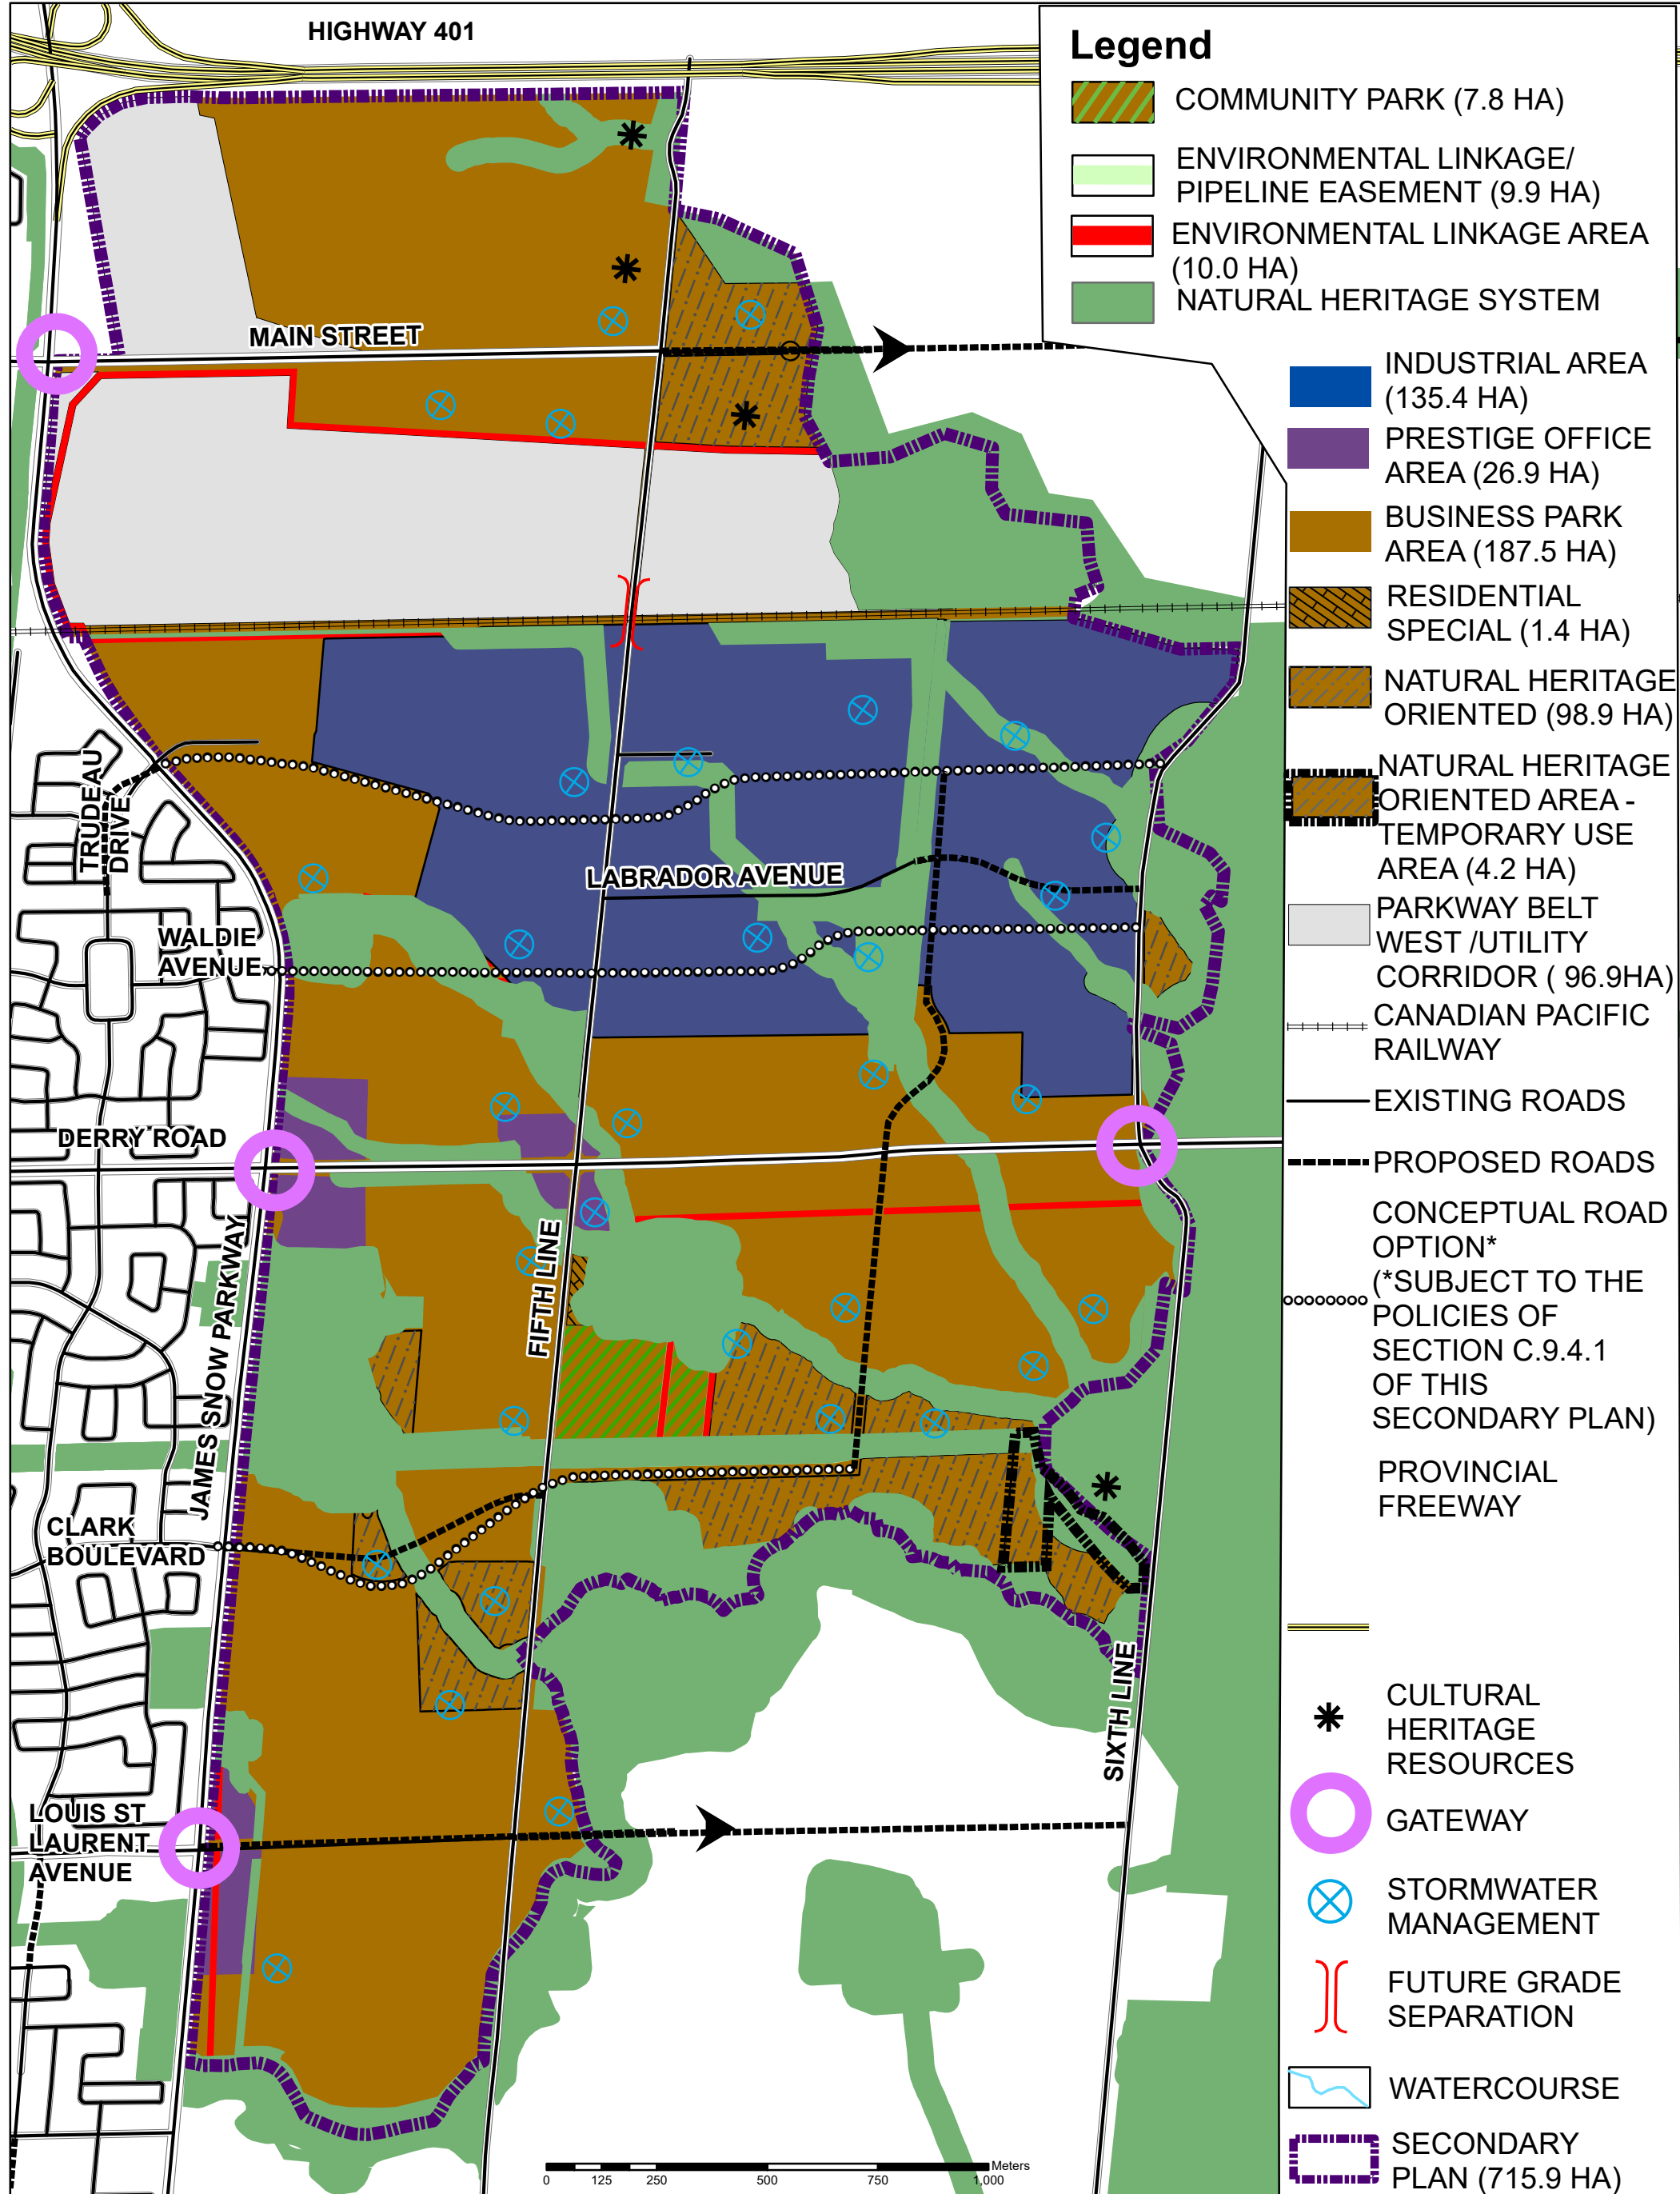 HIGHWAY 401
Legend
COMMUNITY PARK (7.8 HA)
ENVIRONMENTAL LINKAGE/
PIPELINE EASEMENT (9.9 HA)
ENVIRONMENTAL LINKAGE AREA
(10.0 HA)
NATURAL HERITAGE SYSTEM
INDUSTRIAL AREA
(135.4 HA)
PRESTIGE OFFICE
AREA (26.9 HA)
BUSINESS PARK
AREA (187.5 HA)
RESIDENTIAL
SPECIAL (1.4 HA)
NATURAL HERITAGE
ORIENTED (98.9 HA)
NATURAL HERITAGE
ORIENTED AREA -
TEMPORARY USE
AREA (4.2 HA)
PARKWAY BELT
WEST /UTILITY
CORRIDOR ( 96.9HA)
CANADIAN PACIFIC
RAILWAY
EXISTING ROADS
PROPOSED ROADS
CONCEPTUAL ROAD
OPTION*
(*SUBJECT TO THE
POLICIES OF
SECTION C.9.4.1
OF THIS
SECONDARY PLAN)
PROVINCIAL
FREEWAY
CULTURAL
HERITAGE
RESOURCES
GATEWAY
STORMWATER
MANAGEMENT
FUTURE GRADE
SEPARATION
WATERCOURSE
SECONDARY
PLAN (715.9 HA)
MAIN STREET
TRUDEAU
DRIVE
LABRADOR AVENUE
WALDIE
AVENUE
DERRY ROAD
JAMES SNOW PARKWAY
FIFTH LINE
CLARK
BOULEVARD
SIXTH LINE
LOUIS ST
LAURENT
AVENUE
0 125 250 500 750 1,000 Meters